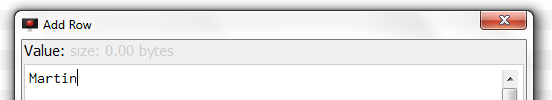 Add Row
Value: size: 0.00 bytes
Martin